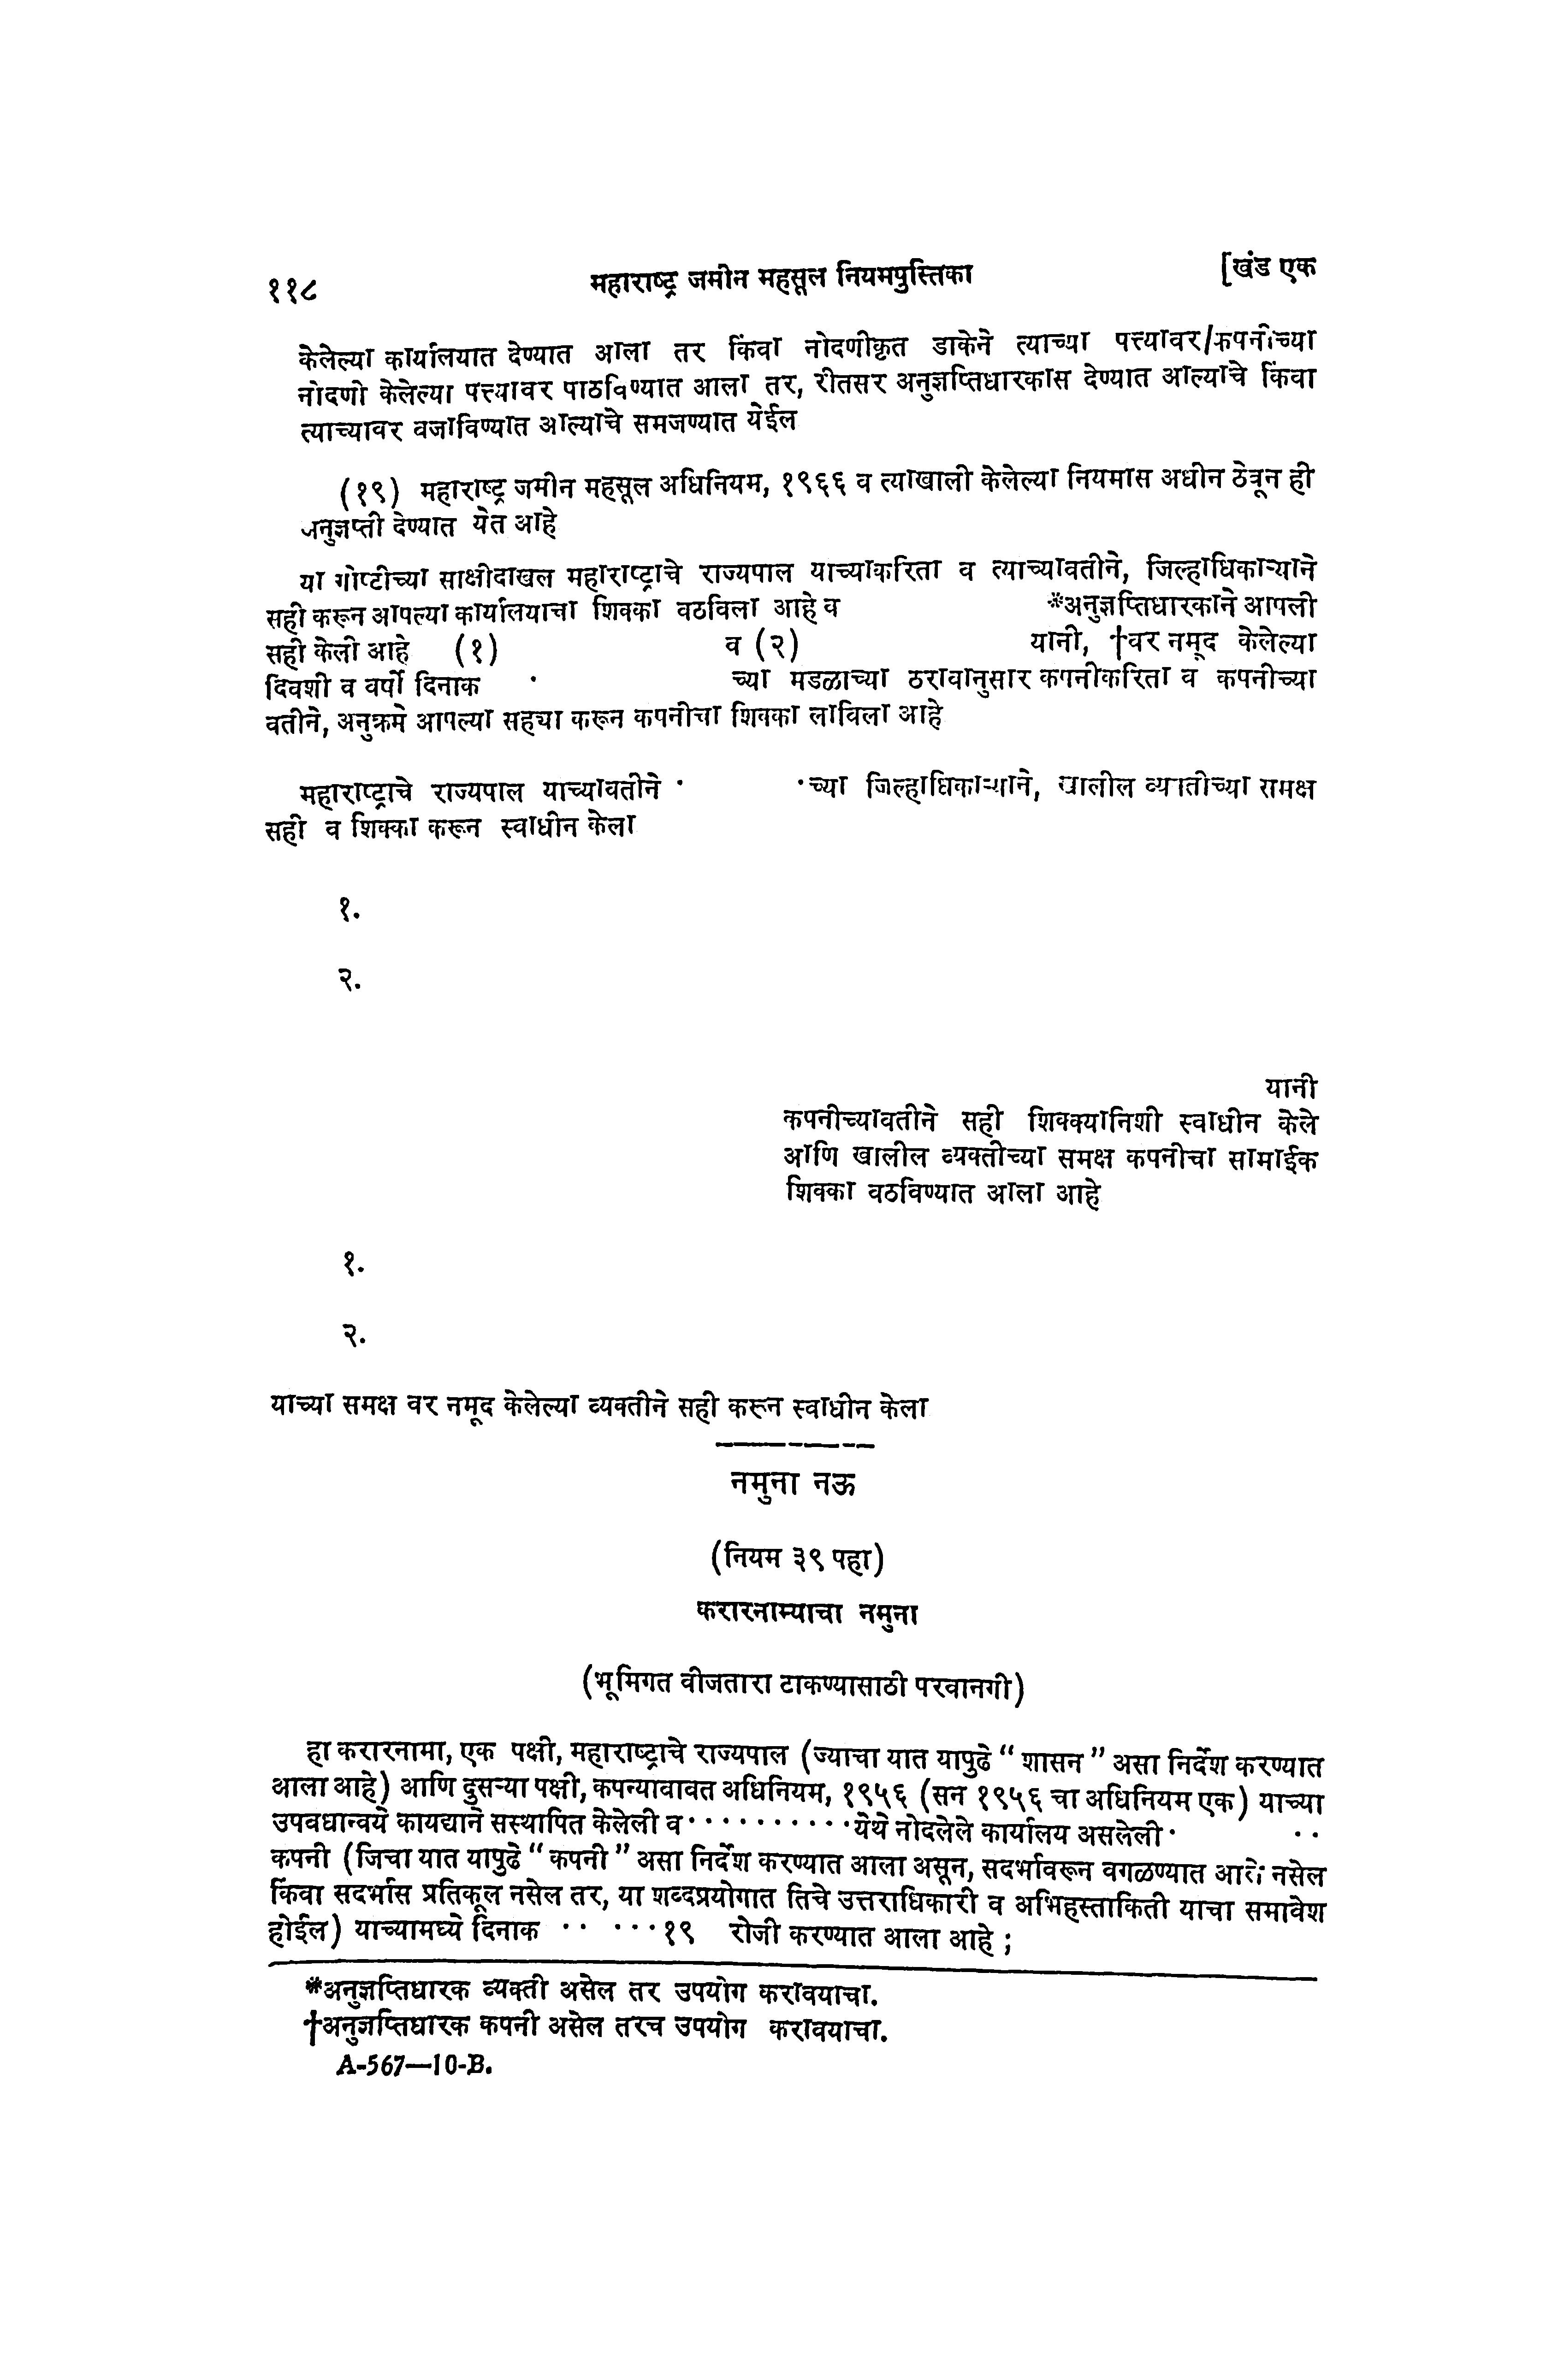 ११८ महाराष्ट्र जमीन महसूल नियमपुस्तिका [खंड एक
केलेल्या कार्यालयात देण्यात आला तर किंवा नोदणीकृत डाकेने त्याच्या पत्त्यावर/कपनीच्या
नोदणी केलेल्या पत्त्यावर पाठविण्यात आला तर, रीतसर अनुज्ञप्तिधारकास देण्यात आल्याचे किंवा
त्याच्यावर वजाविण्यात आल्याचे समजण्यात येईल
(१९) महाराष्ट्र जमीन महसूल अधिनियम, १९६६ व त्याखाली केलेल्या नियमास अधीन ठेवून ही
अनुज्ञप्ती देण्यात येत आहे
या गोष्टीच्या साक्षीदाखल महाराष्ट्राचे राज्यपाल याच्याकरिता व त्याच्यावतीने, जिल्हाधिकाऱ्याने
सही करून आपल्या कार्यालयाचा शिक्का वठविला आहे व *अनुज्ञप्तिधारकाने आपली
सही केली आहे (१) व (२) यानी, †वर नमूद केलेल्या
दिवशी व वर्षी दिनाक · च्या मडळाच्या ठरावानुसार कपनीकरिता व कपनीच्या
वतीने, अनुक्रमे आपल्या सह्या करून कपनीचा शिक्का लाविला आहे
महाराष्ट्राचे राज्यपाल याच्यावतीने · ·च्या जिल्हाधिकाऱ्याने, खालील व्यक्तीच्या समक्ष
सही व शिक्का करून स्वाधीन केला
१.
२.
यानी
कपनीच्यावतीने सही शिक्क्यानिशी स्वाधीन केले
आणि खालील व्यक्तीच्या समक्ष कपनीचा सामाईक
शिक्का वठविण्यात आला आहे
१.
२.
याच्या समक्ष वर नमूद केलेल्या व्यक्तीने सही करून स्वाधीन केला
नमुना नऊ
(नियम ३९ पहा)
करारनाम्याचा नमुना
(भूमिगत वीजतारा टाकण्यासाठी परवानगी)
हा करारनामा, एक पक्षी, महाराष्ट्राचे राज्यपाल (ज्याचा यात यापुढे " शासन " असा निर्देश करण्यात
आला आहे) आणि दुसऱ्या पक्षी, कपन्यावावत अधिनियम, १९५६ (सन १९५६ चा अधिनियम एक) याच्या
उपवधान्वये कायद्याने सस्थापित केलेली व · · · · · · · · · · येथे नोदलेले कार्यालय असलेली · · ·
कपनी (जिचा यात यापुढे " कपनी " असा निर्देश करण्यात आला असून, सदर्भावरून वगळण्यात आले नसेल
किंवा सदर्भास प्रतिकूल नसेल तर, या शब्दप्रयोगात तिचे उत्तराधिकारी व अभिहस्ताकिती याचा समावेश
होईल) याच्यामध्ये दिनाक · · · · · १९ रोजी करण्यात आला आहे ;
*अनुज्ञप्तिधारक व्यक्ती असेल तर उपयोग करावयाचा.
†अनुज्ञप्तिधारक कपनी असेल तरच उपयोग करावयाचा.
A-567—10-B.